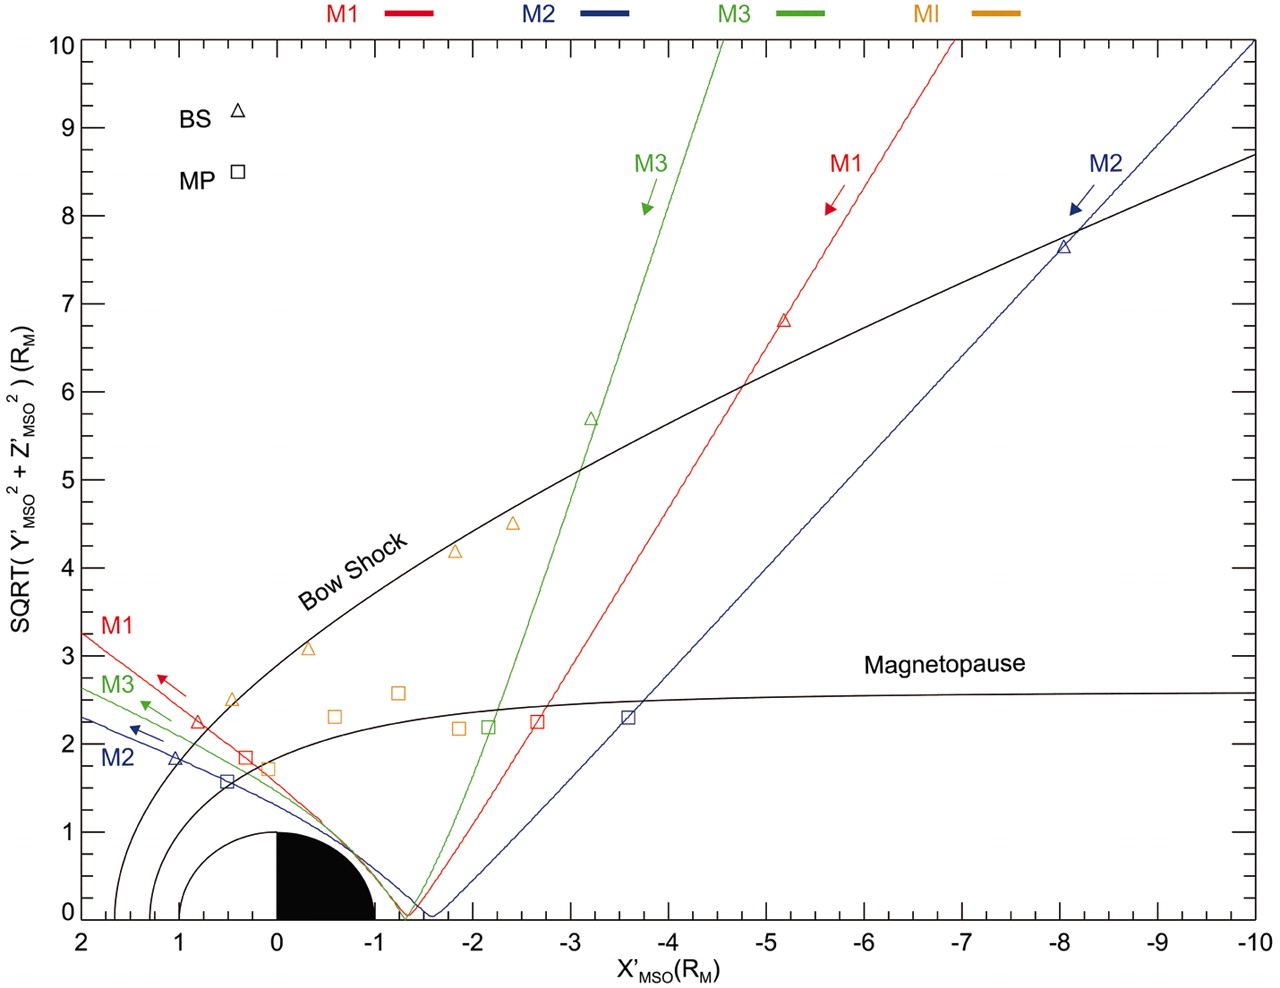 M1 M2 M3 MI
10
9
8
7
6
5
4
3
2
1
0
SQRT( Y'MSO² + Z'MSO² ) (RM)
BS
MP
M3
M1
M2
Bow Shock
Magnetopause
M1
M3
M2
2 1 0 -1 -2 -3 -4 -5 -6 -7 -8 -9 -10
X'MSO(RM)